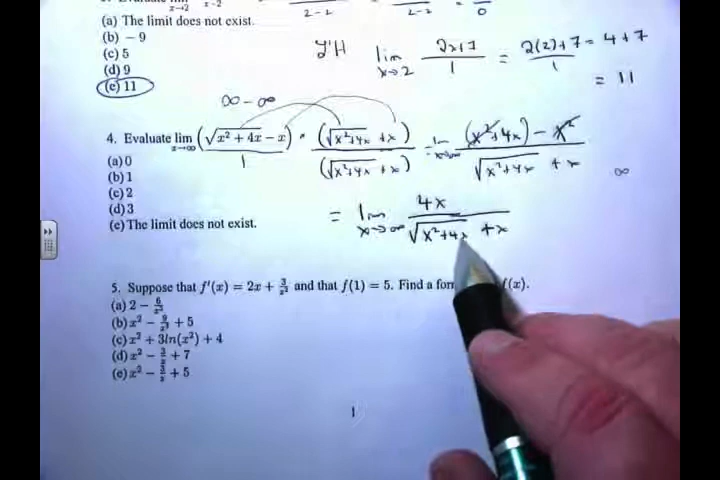 (a) The limit does not exist.
(b) − 9
(c) 5
(d) 9
(e) 11
L'H lim x→2 (2x+7)/1 = (2(2)+7)/1 = 4+7
= 11
∞ − ∞
4. Evaluate lim x→∞ (√(x² + 4x) − x) · (√(x²+4x) + x)/(√(x²+4x) + x) = lim x→∞ ((x²+4x) − x²)/(√(x²+4x) + x)
1
(a) 0
(b) 1
(c) 2
(d) 3
(e) The limit does not exist.
∞
= lim x→∞ 4x/(√(x²+4x) + x)
5. Suppose that f′(x) = 2x + 3/x² and that f(1) = 5. Find a f(x).
(a) 2 − 6/x³
(b) x² − 9/x³ + 5
(c) x² + 3ln(x²) + 4
(d) x² − 3/x + 7
(e) x² − 3/x + 5
1